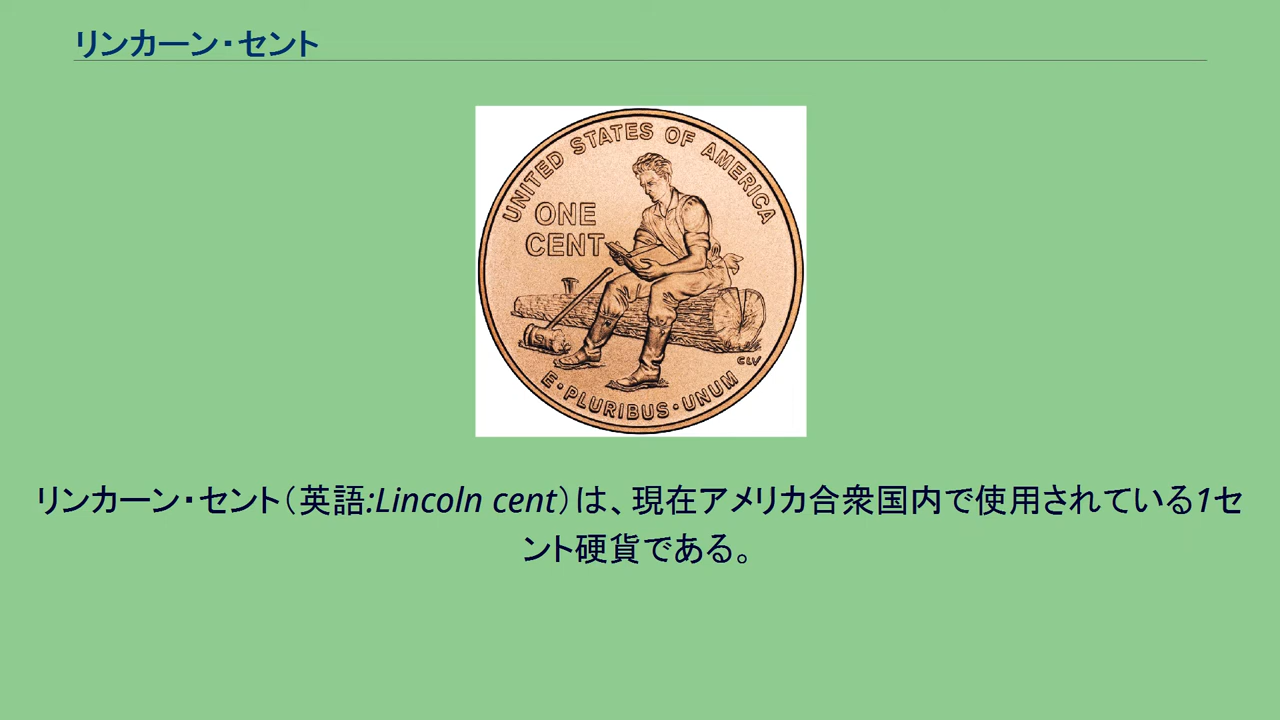 リンカーン・セント
UNITED STATES OF AMERICA
ONE
CENT
CLV
E・PLURIBUS・UNUM
リンカーン・セント（英語:Lincoln cent）は、現在アメリカ合衆国内で使用されている1セ
ント硬貨である。